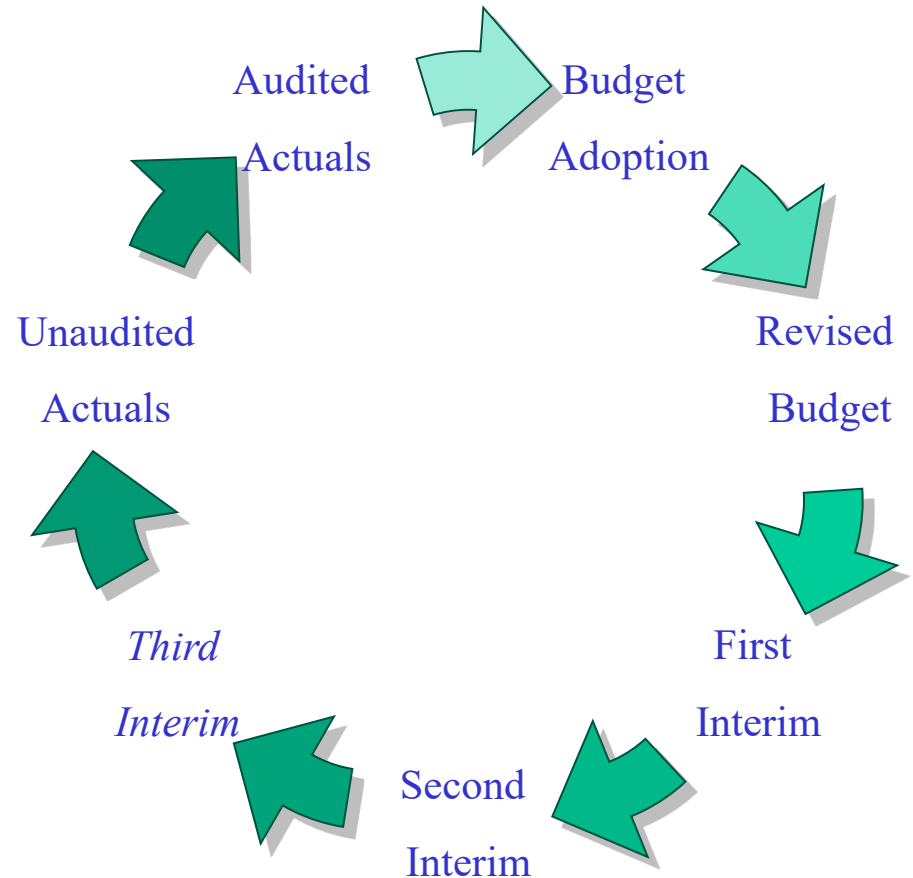 Audited
Actuals
Budget
Adoption
Revised
Budget
First
Interim
Second
Interim
Third
Interim
Unaudited
Actuals